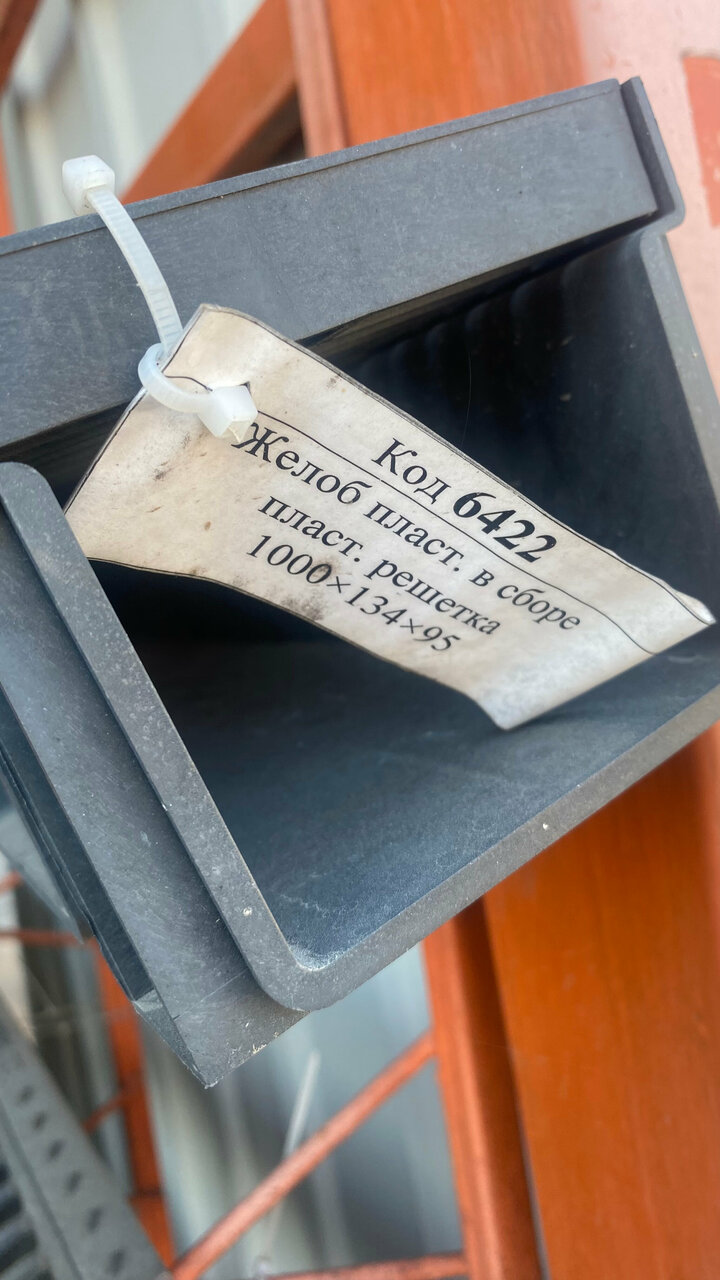 Код 6422
Желоб пласт. в сборе
пласт. решетка
1000×134×95